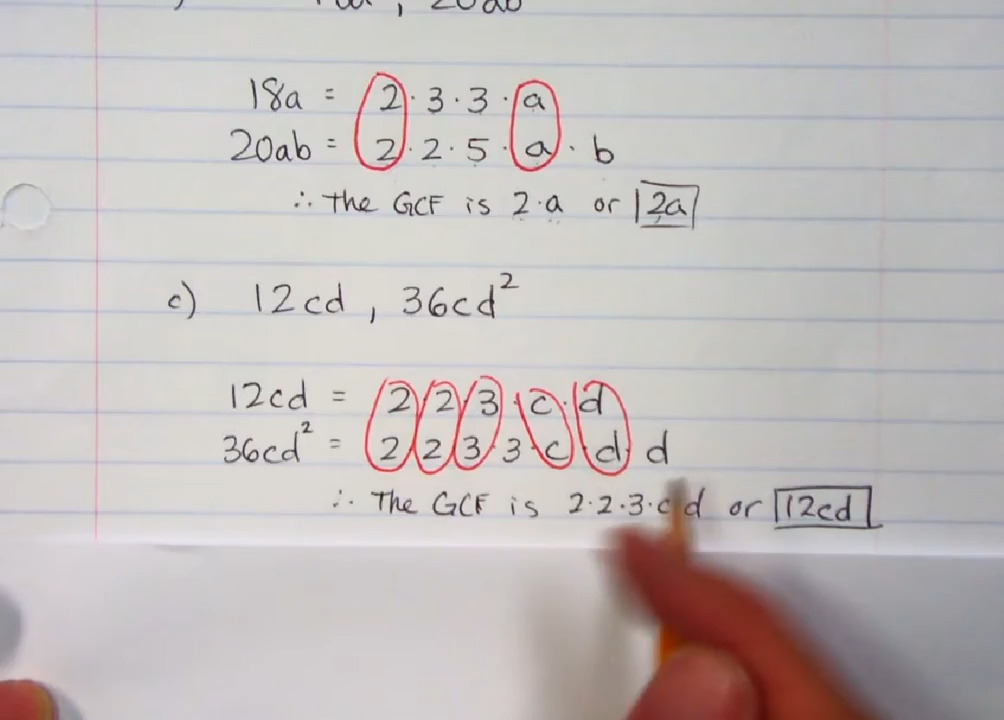 20ab
18a = 2 · 3 · 3 · a
20ab = 2 · 2 · 5 · a · b
∴ The GCF is 2·a or 2a
c) 12cd , 36cd²
12cd = 2 · 2 · 3 · c · d
36cd² = 2 · 2 · 3 · 3 · c · d · d
∴ The GCF is 2·2·3·c·d or 12cd